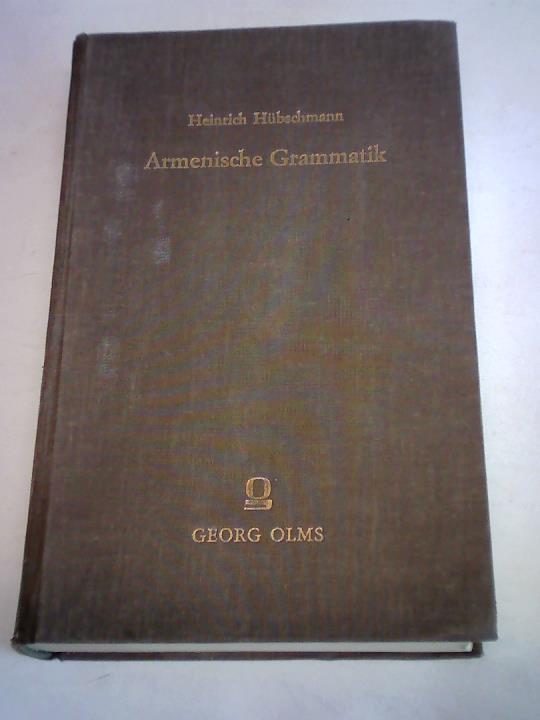 Heinrich Hübschmann
Armenische Grammatik
GEORG OLMS